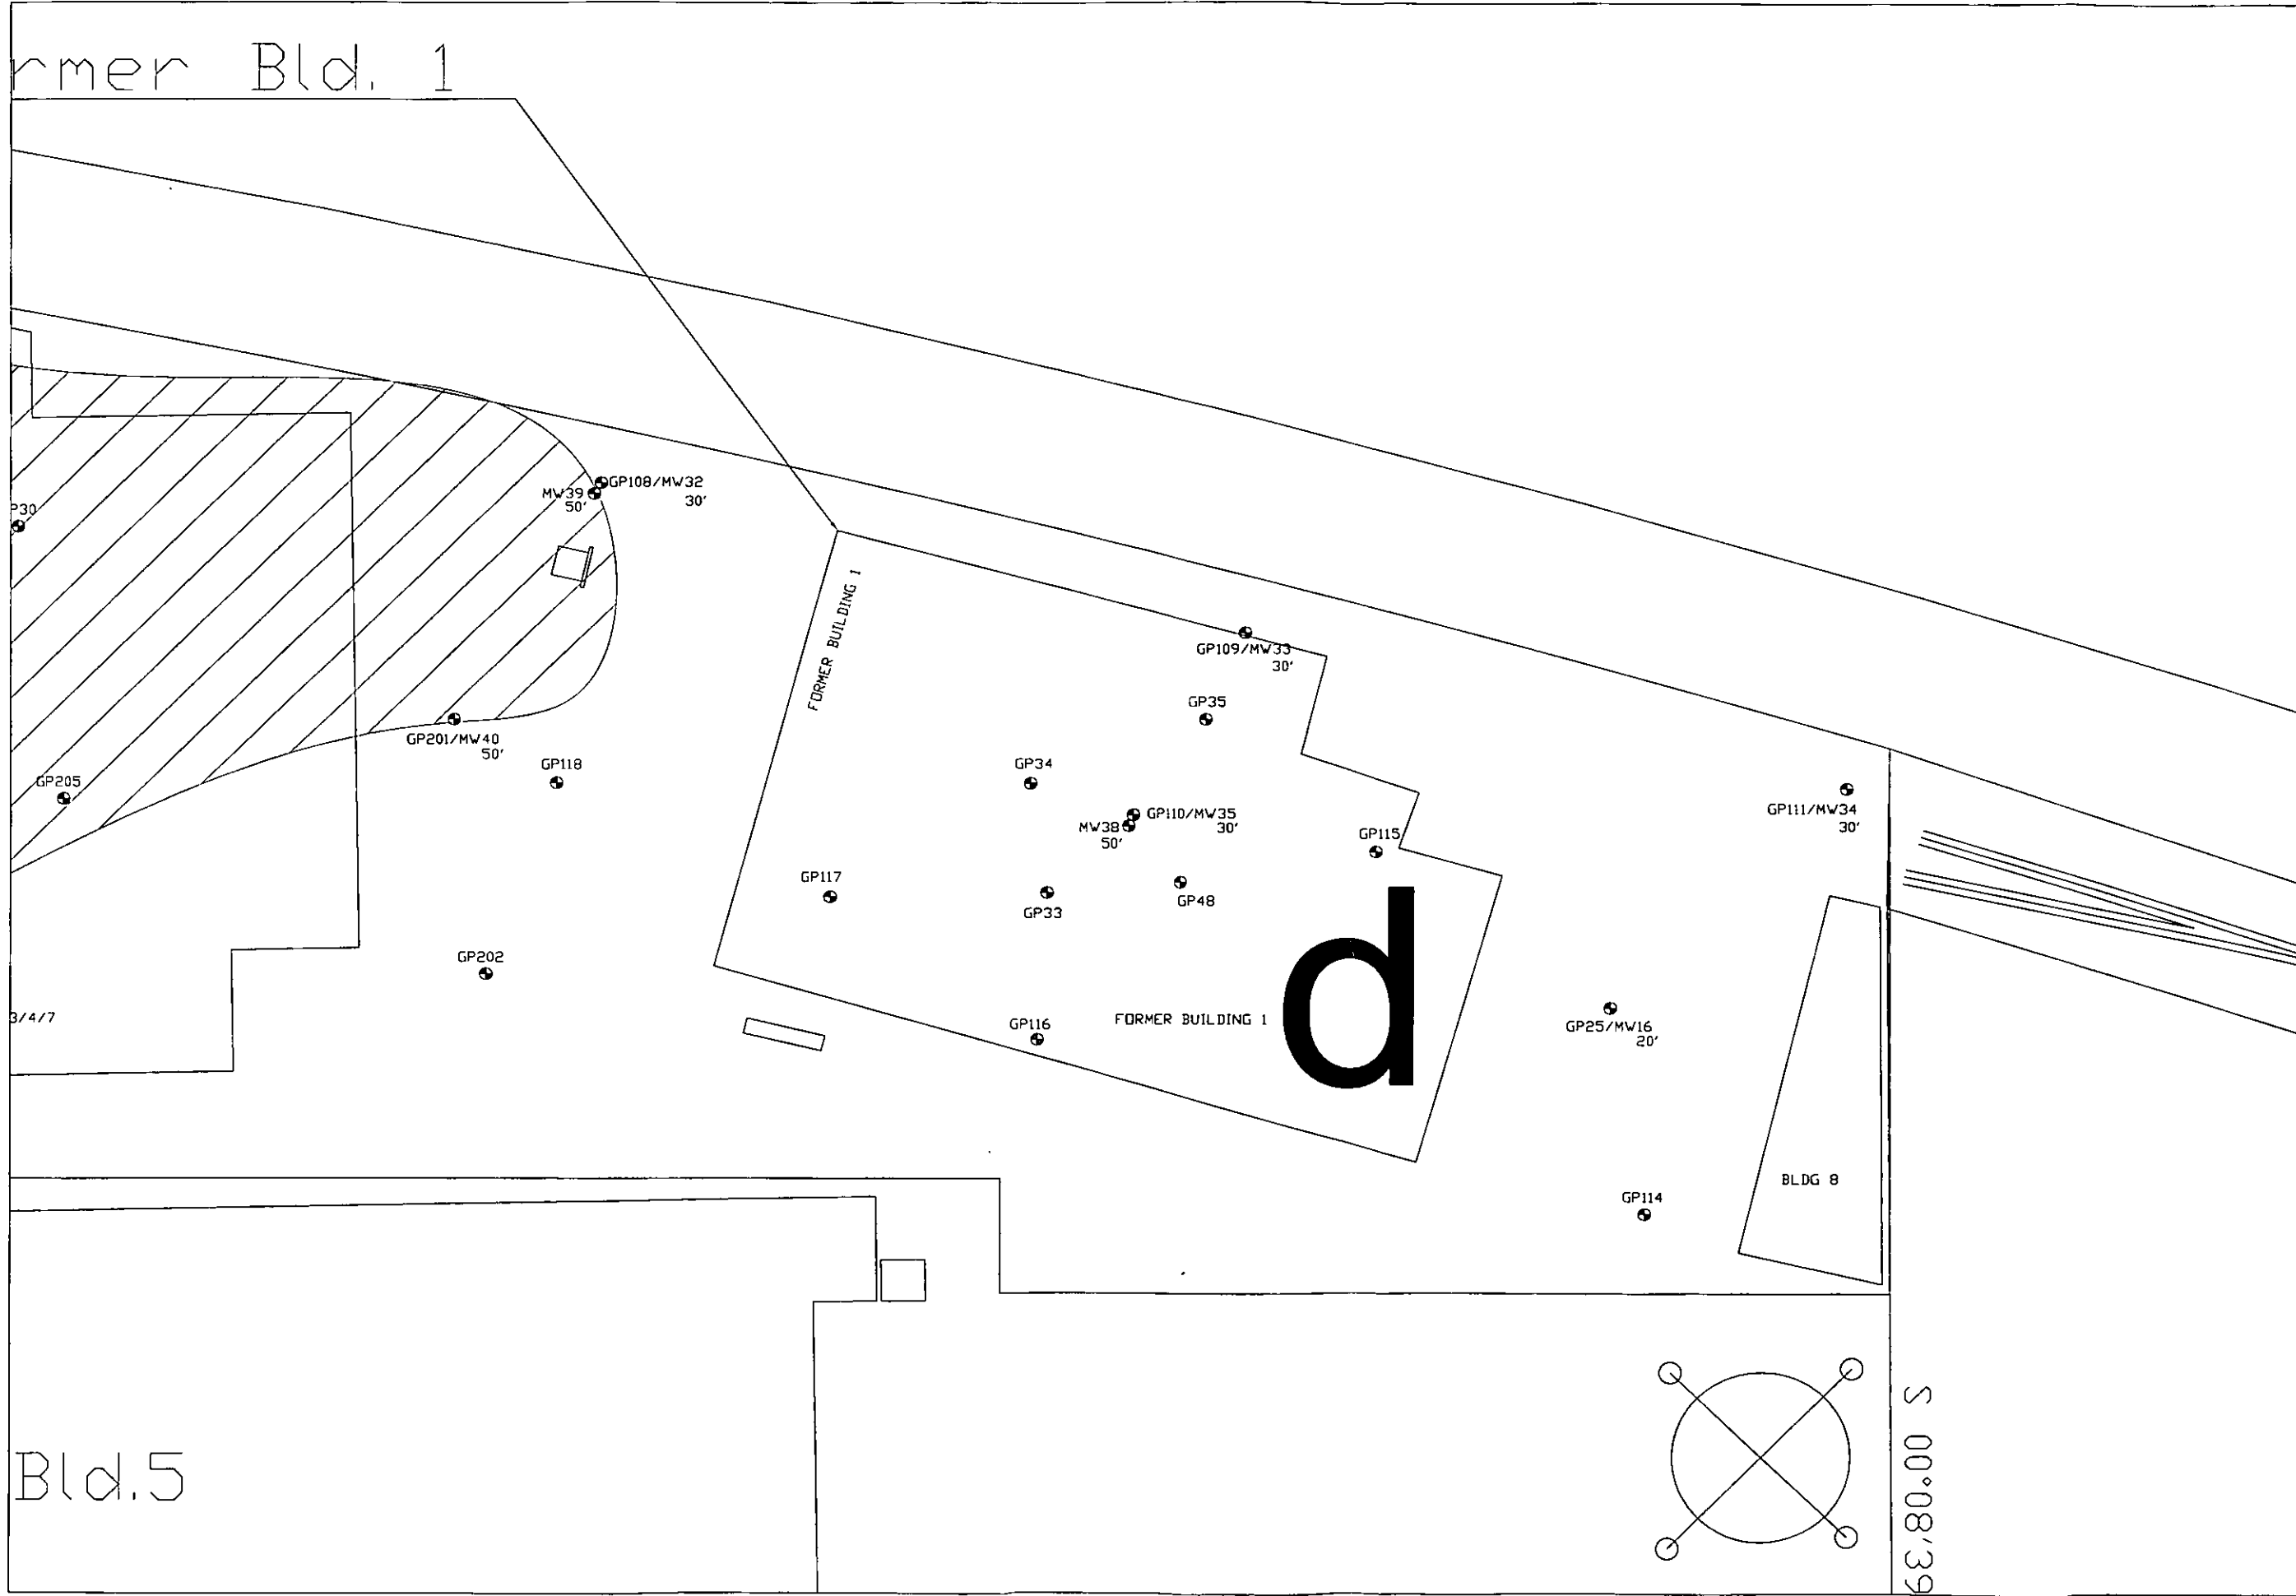 rmer Bld. 1
GP108/MW32
30'
MW39
50'
P30
FORMER BUILDING 1
GP109/MW33
30'
GP35
GP201/MW40
50'
GP118
GP34
GP205
GP111/MW34
30'
GP110/MW35
30'
MW38
50'
GP115
GP117
GP33
GP48
d
GP202
3/4/7
GP116
FORMER BUILDING 1
GP25/MW16
20'
BLDG 8
GP114
S 00°08'39
Bld.5